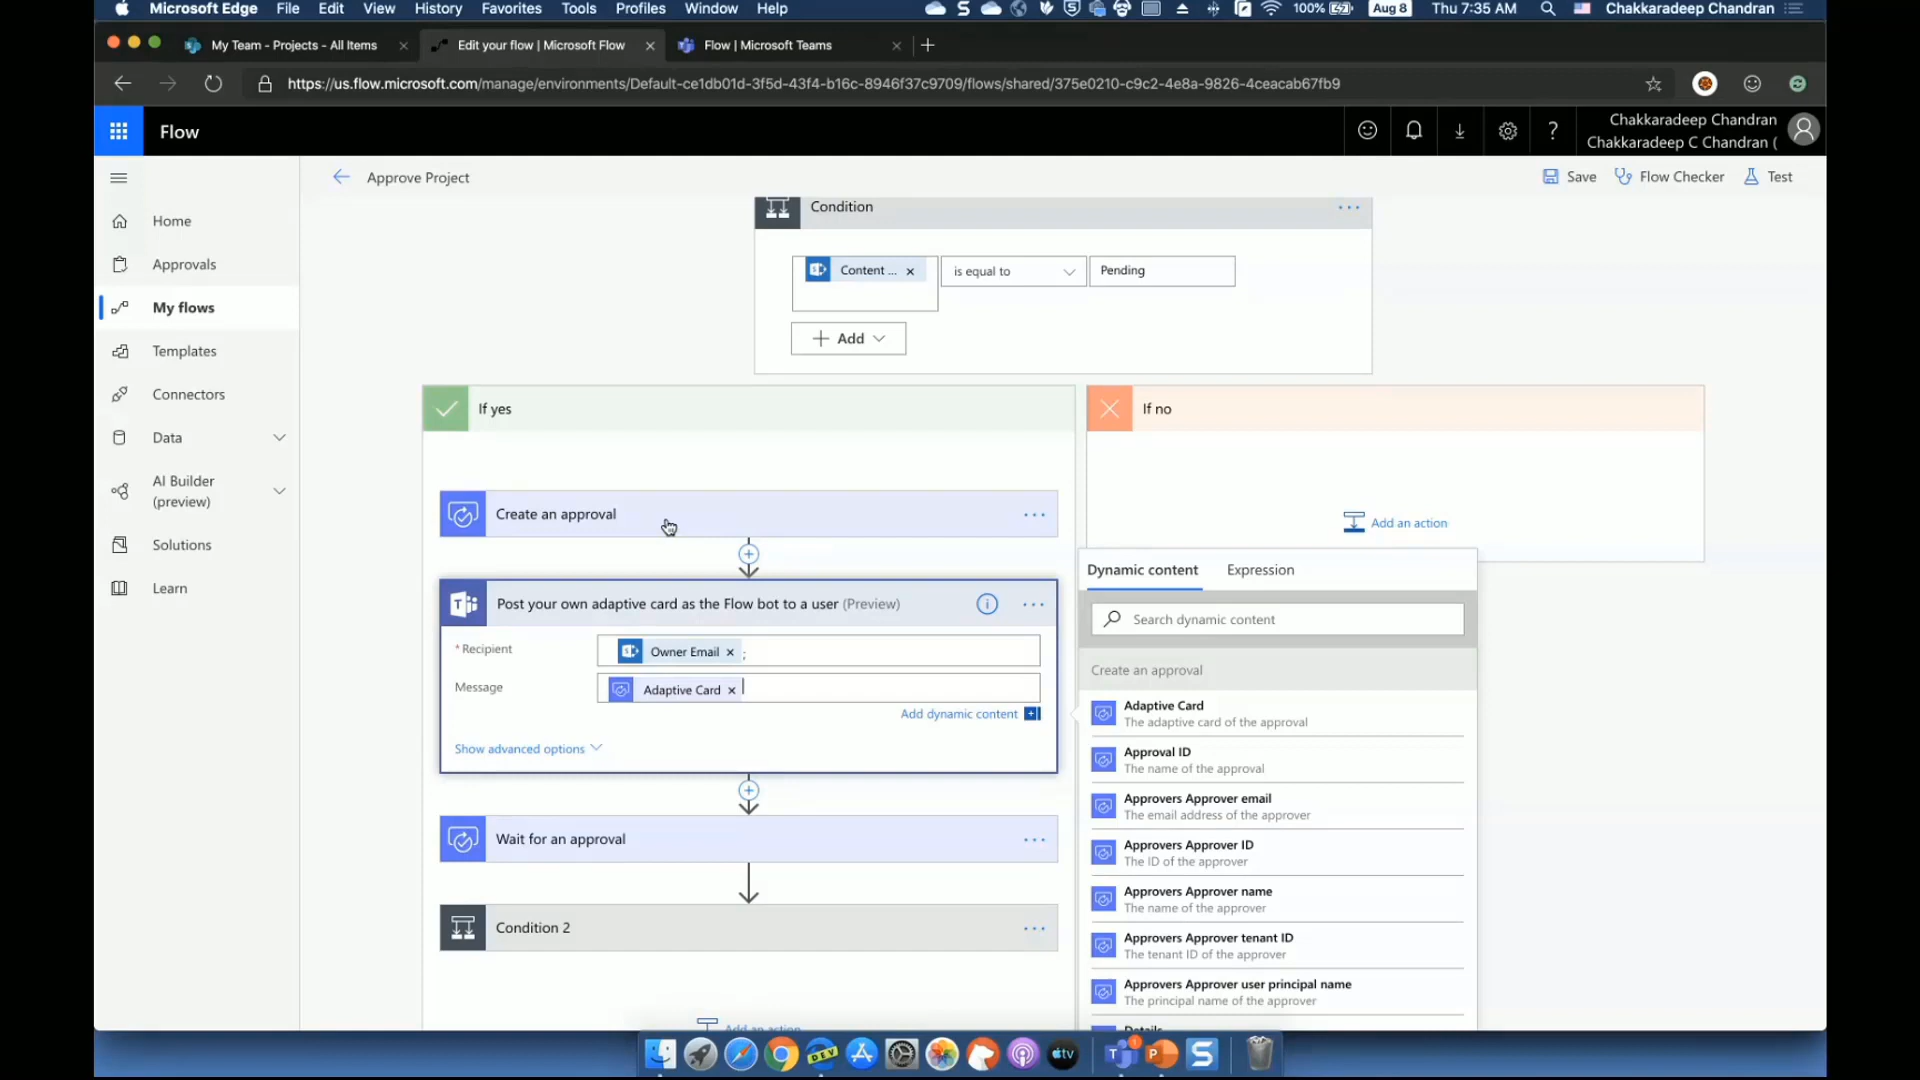 Microsoft Edge File Edit View History Favorites Tools Profiles Window Help 100% Aug 8 Thu 7:35 AM Chakkaradeep Chandran
My Team - Projects - All Items
Edit your flow | Microsoft Flow
Flow | Microsoft Teams
https://us.flow.microsoft.com/manage/environments/Default-ce1db01d-3f5d-43f4-b16c-8946f37c9709/flows/shared/375e0210-c9c2-4e8a-9826-4ceacab67fb9
Flow
Chakkaradeep Chandran
Chakkaradeep C Chandran (
Approve Project
Save
Flow Checker
Test
Home
Approvals
My flows
Templates
Connectors
Data
AI Builder
(preview)
Solutions
Learn
Condition
Content ... ×
is equal to
Pending
Add
If yes
If no
Create an approval
Add an action
Post your own adaptive card as the Flow bot to a user (Preview)
* Recipient
Owner Email × ;
Message
Adaptive Card ×
Add dynamic content
Show advanced options
Wait for an approval
Condition 2
Add an action
Dynamic content
Expression
Search dynamic content
Create an approval
Adaptive Card
The adaptive card of the approval
Approval ID
The name of the approval
Approvers Approver email
The email address of the approver
Approvers Approver ID
The ID of the approver
Approvers Approver name
The name of the approver
Approvers Approver tenant ID
The tenant ID of the approver
Approvers Approver user principal name
The principal name of the approver
Details
DEV
tv